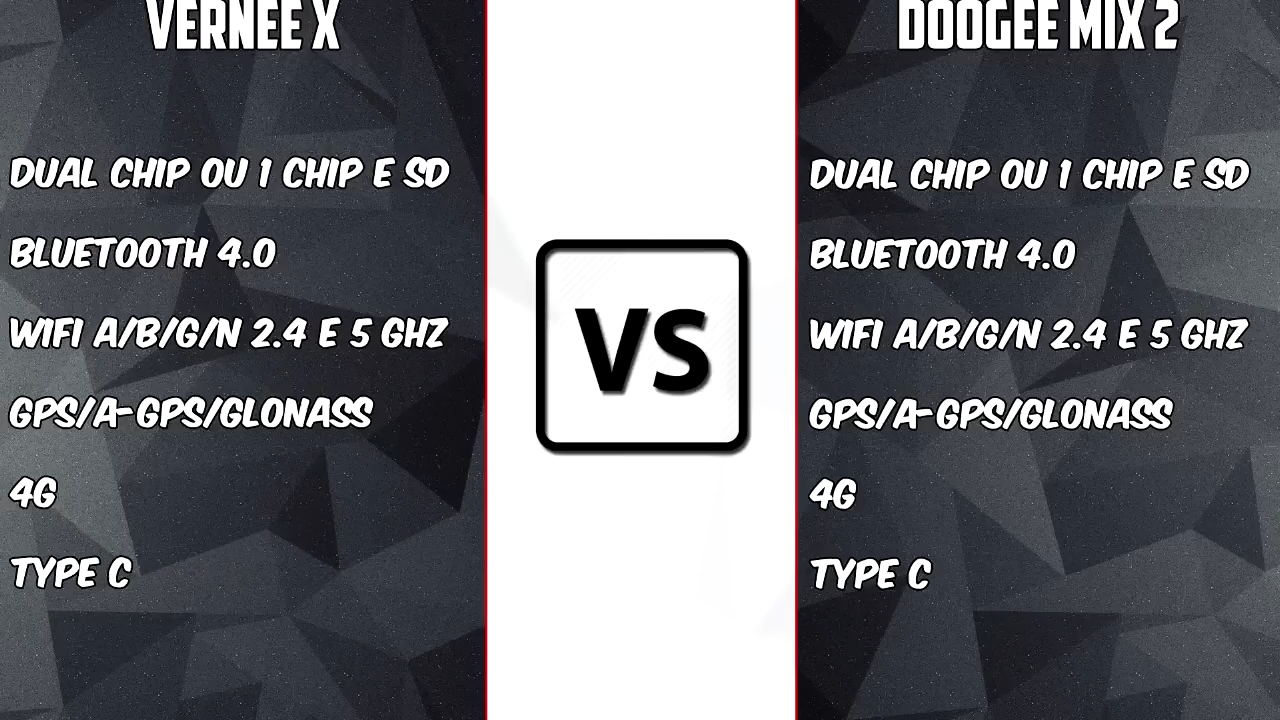 VERNEE X
DUAL CHIP OU 1 CHIP E SD
BLUETOOTH 4.0
WIFI A/B/G/N 2.4 E 5 GHZ
GPS/A-GPS/GLONASS
4G
TYPE C
VS
DOOGEE MIX 2
DUAL CHIP OU 1 CHIP E SD
BLUETOOTH 4.0
WIFI A/B/G/N 2.4 E 5 GHZ
GPS/A-GPS/GLONASS
4G
TYPE C